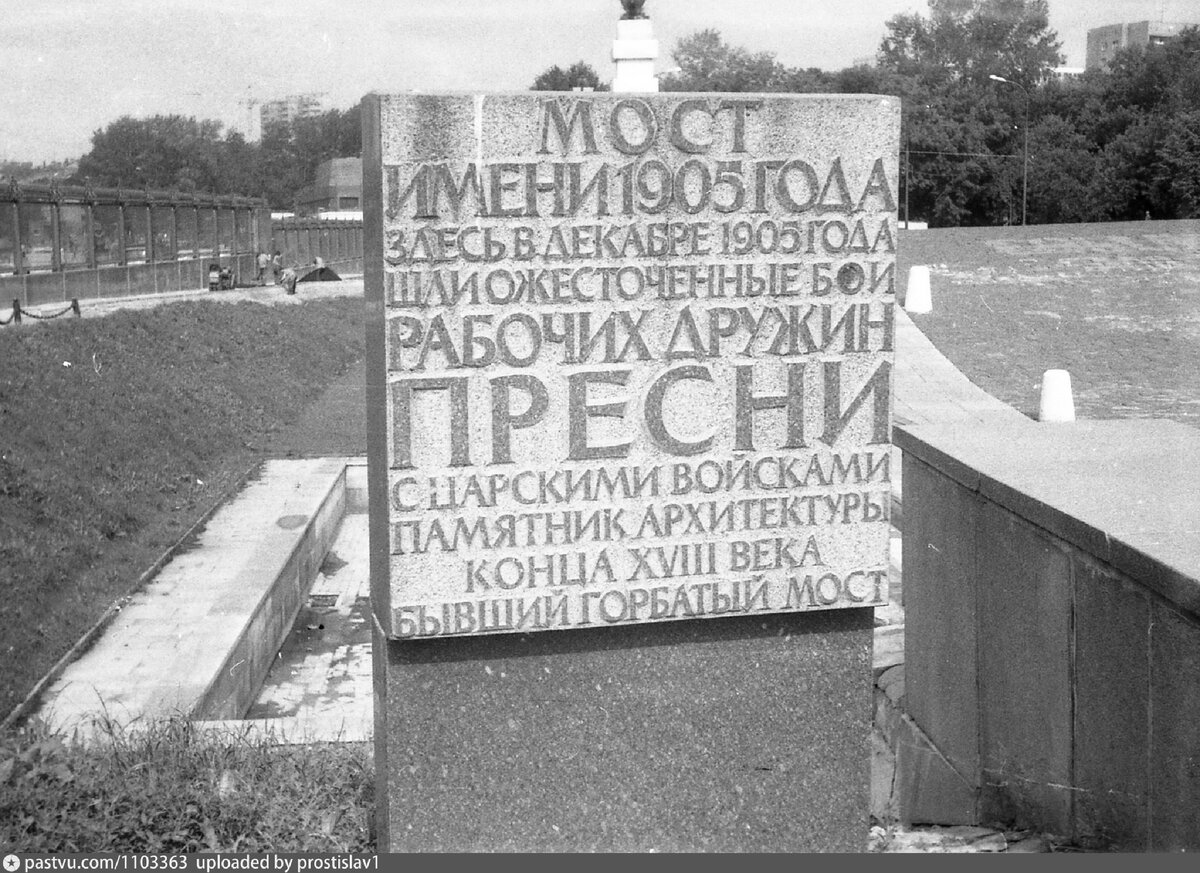 МОСТ
ИМЕНИ 1905 ГОДА
ЗДЕСЬ В ДЕКАБРЕ 1905 ГОДА
ШЛИ ОЖЕСТОЧЕННЫЕ БОИ
РАБОЧИХ ДРУЖИН
ПРЕСНИ
С ЦАРСКИМИ ВОЙСКАМИ
ПАМЯТНИК АРХИТЕКТУРЫ
КОНЦА XVIII ВЕКА
БЫВШИЙ ГОРБАТЫЙ МОСТ
pastvu.com/1103363 uploaded by prostislav1